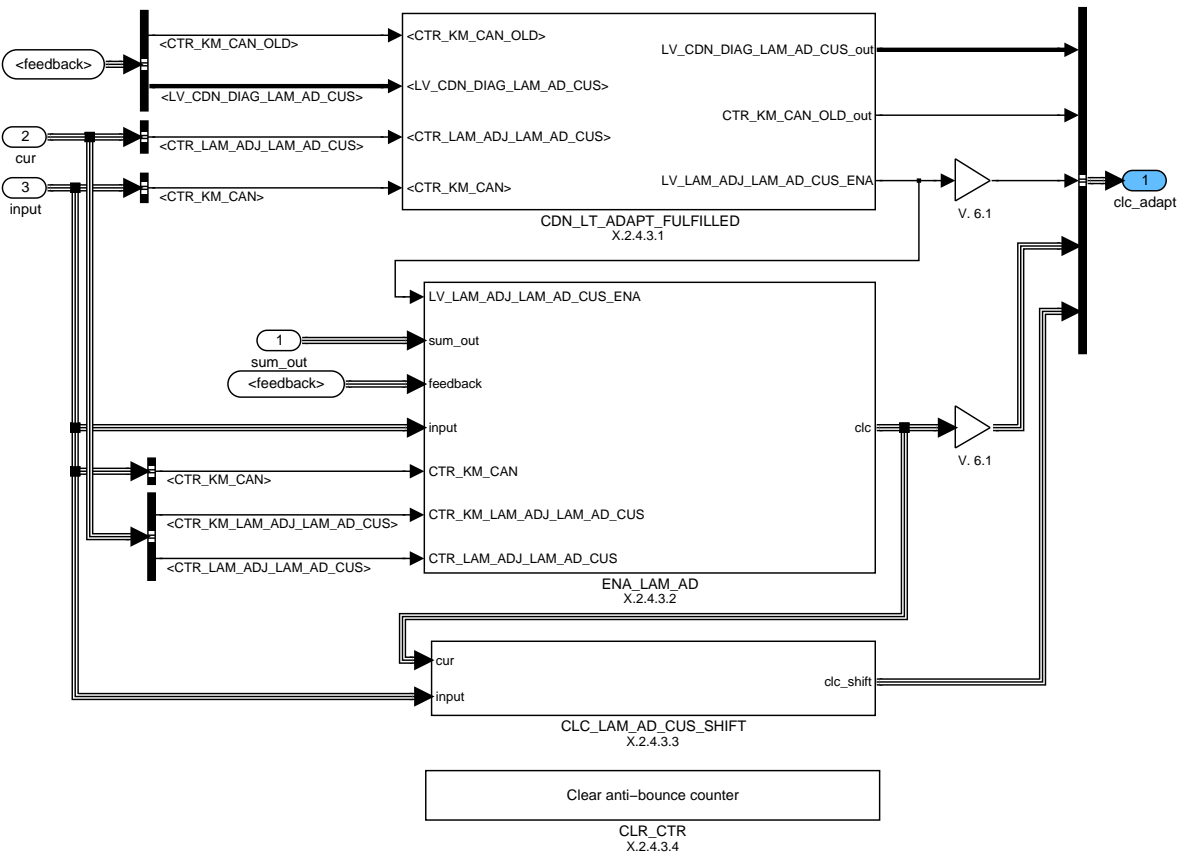 <feedback>
<CTR_KM_CAN_OLD>
<LV_CDN_DIAG_LAM_AD_CUS>
2
cur
<CTR_LAM_ADJ_LAM_AD_CUS>
3
input
<CTR_KM_CAN>
<CTR_KM_CAN_OLD>
<LV_CDN_DIAG_LAM_AD_CUS>
<CTR_LAM_ADJ_LAM_AD_CUS>
<CTR_KM_CAN>
LV_CDN_DIAG_LAM_AD_CUS_out
CTR_KM_CAN_OLD_out
LV_LAM_ADJ_LAM_AD_CUS_ENA
CDN_LT_ADAPT_FULFILLED
X.2.4.3.1
V. 6.1
1
clc_adapt
1
sum_out
<feedback>
<CTR_KM_CAN>
<CTR_KM_LAM_ADJ_LAM_AD_CUS>
<CTR_LAM_ADJ_LAM_AD_CUS>
LV_LAM_ADJ_LAM_AD_CUS_ENA
sum_out
feedback
input
CTR_KM_CAN
CTR_KM_LAM_ADJ_LAM_AD_CUS
CTR_LAM_ADJ_LAM_AD_CUS
clc
ENA_LAM_AD
X.2.4.3.2
V. 6.1
cur
input
clc_shift
CLC_LAM_AD_CUS_SHIFT
X.2.4.3.3
Clear anti−bounce counter
CLR_CTR
X.2.4.3.4